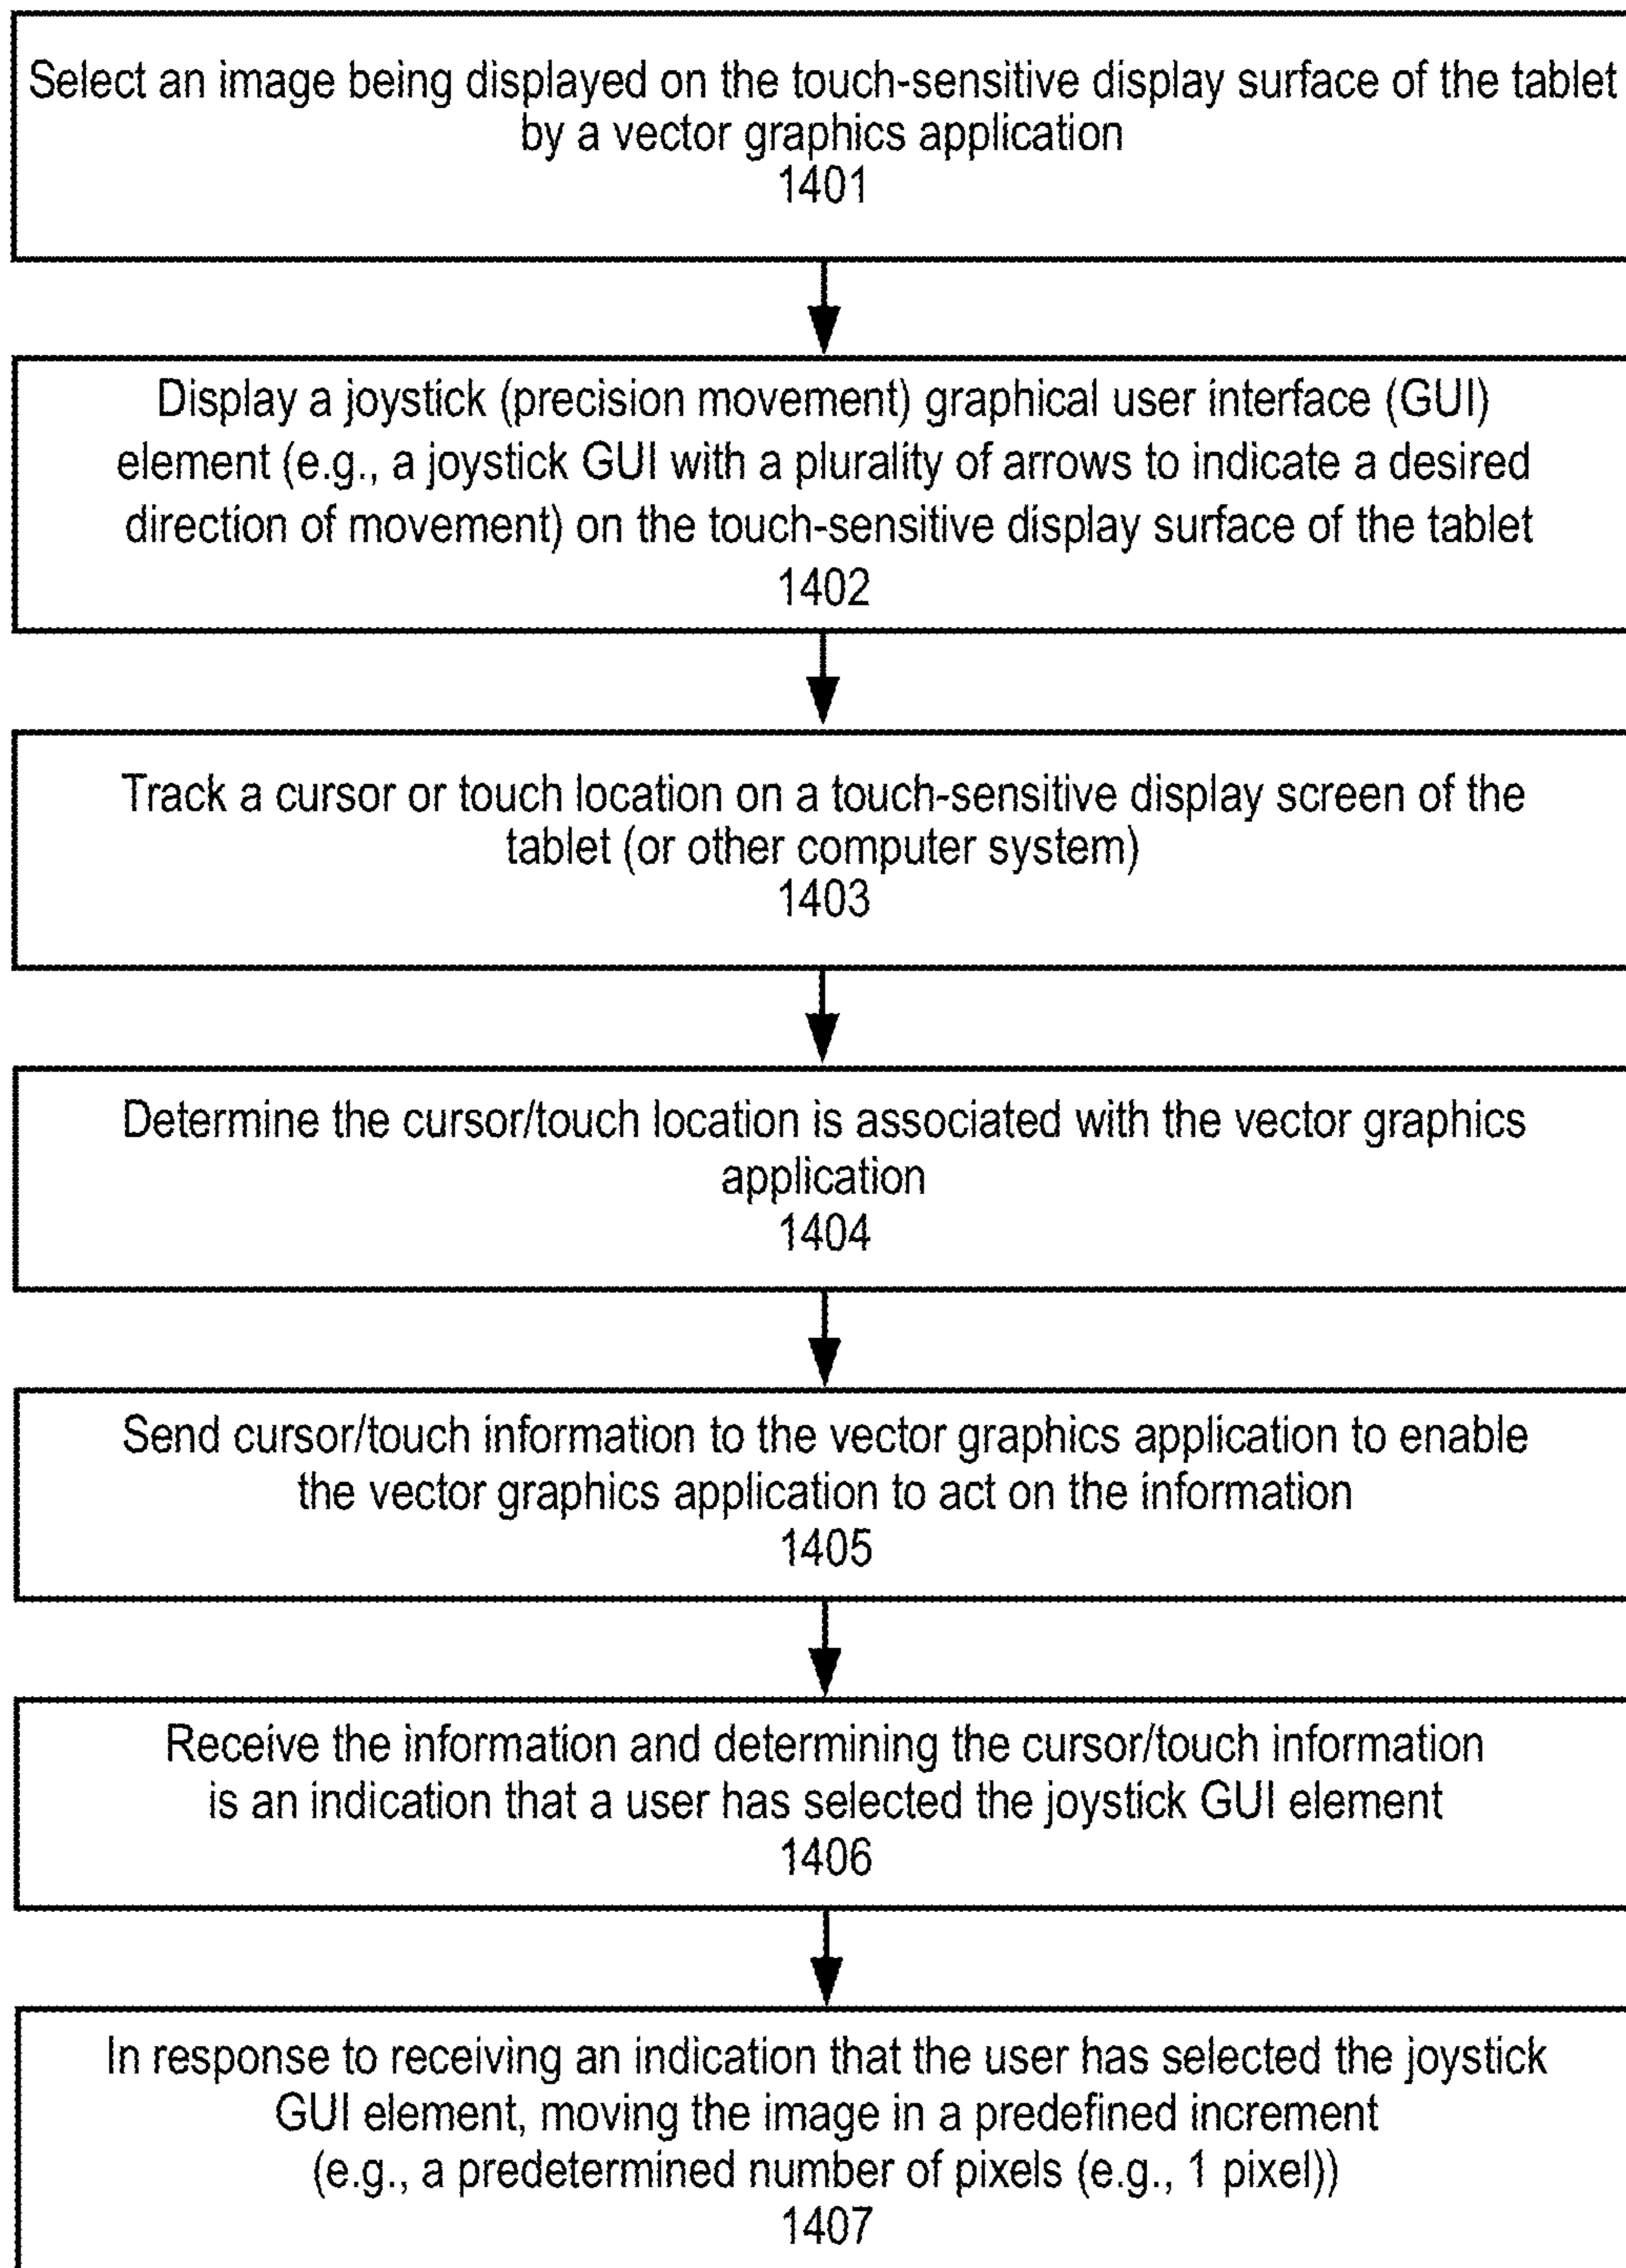 Select an image being displayed on the touch-sensitive display surface of the tablet
by a vector graphics application
1401
Display a joystick (precision movement) graphical user interface (GUI)
element (e.g., a joystick GUI with a plurality of arrows to indicate a desired
direction of movement) on the touch-sensitive display surface of the tablet
1402
Track a cursor or touch location on a touch-sensitive display screen of the
tablet (or other computer system)
1403
Determine the cursor/touch location is associated with the vector graphics
application
1404
Send cursor/touch information to the vector graphics application to enable
the vector graphics application to act on the information
1405
Receive the information and determining the cursor/touch information
is an indication that a user has selected the joystick GUI element
1406
In response to receiving an indication that the user has selected the joystick
GUI element, moving the image in a predefined increment
(e.g., a predetermined number of pixels (e.g., 1 pixel))
1407